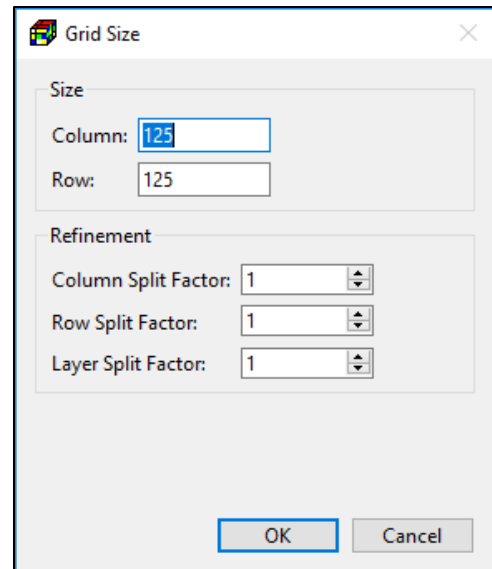 Grid Size
Size
Column: 125
Row: 125
Refinement
Column Split Factor: 1
Row Split Factor: 1
Layer Split Factor: 1
OK Cancel